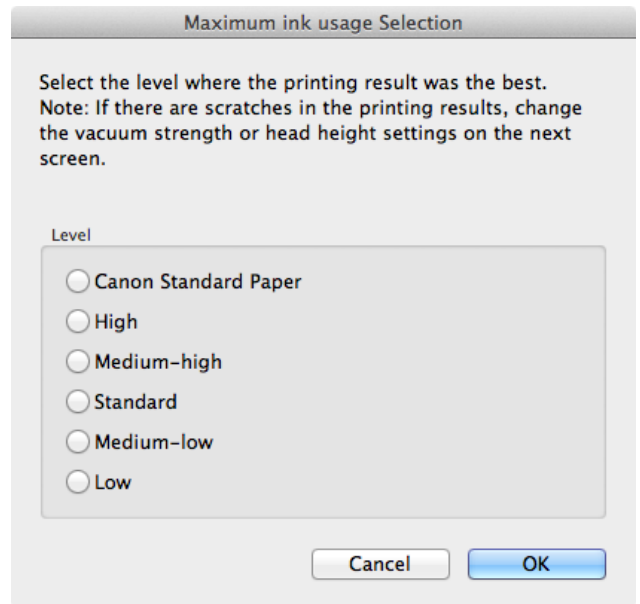 Maximum ink usage Selection
Select the level where the printing result was the best.
Note: If there are scratches in the printing results, change
the vacuum strength or head height settings on the next
screen.
Level
Canon Standard Paper
High
Medium-high
Standard
Medium-low
Low
Cancel
OK